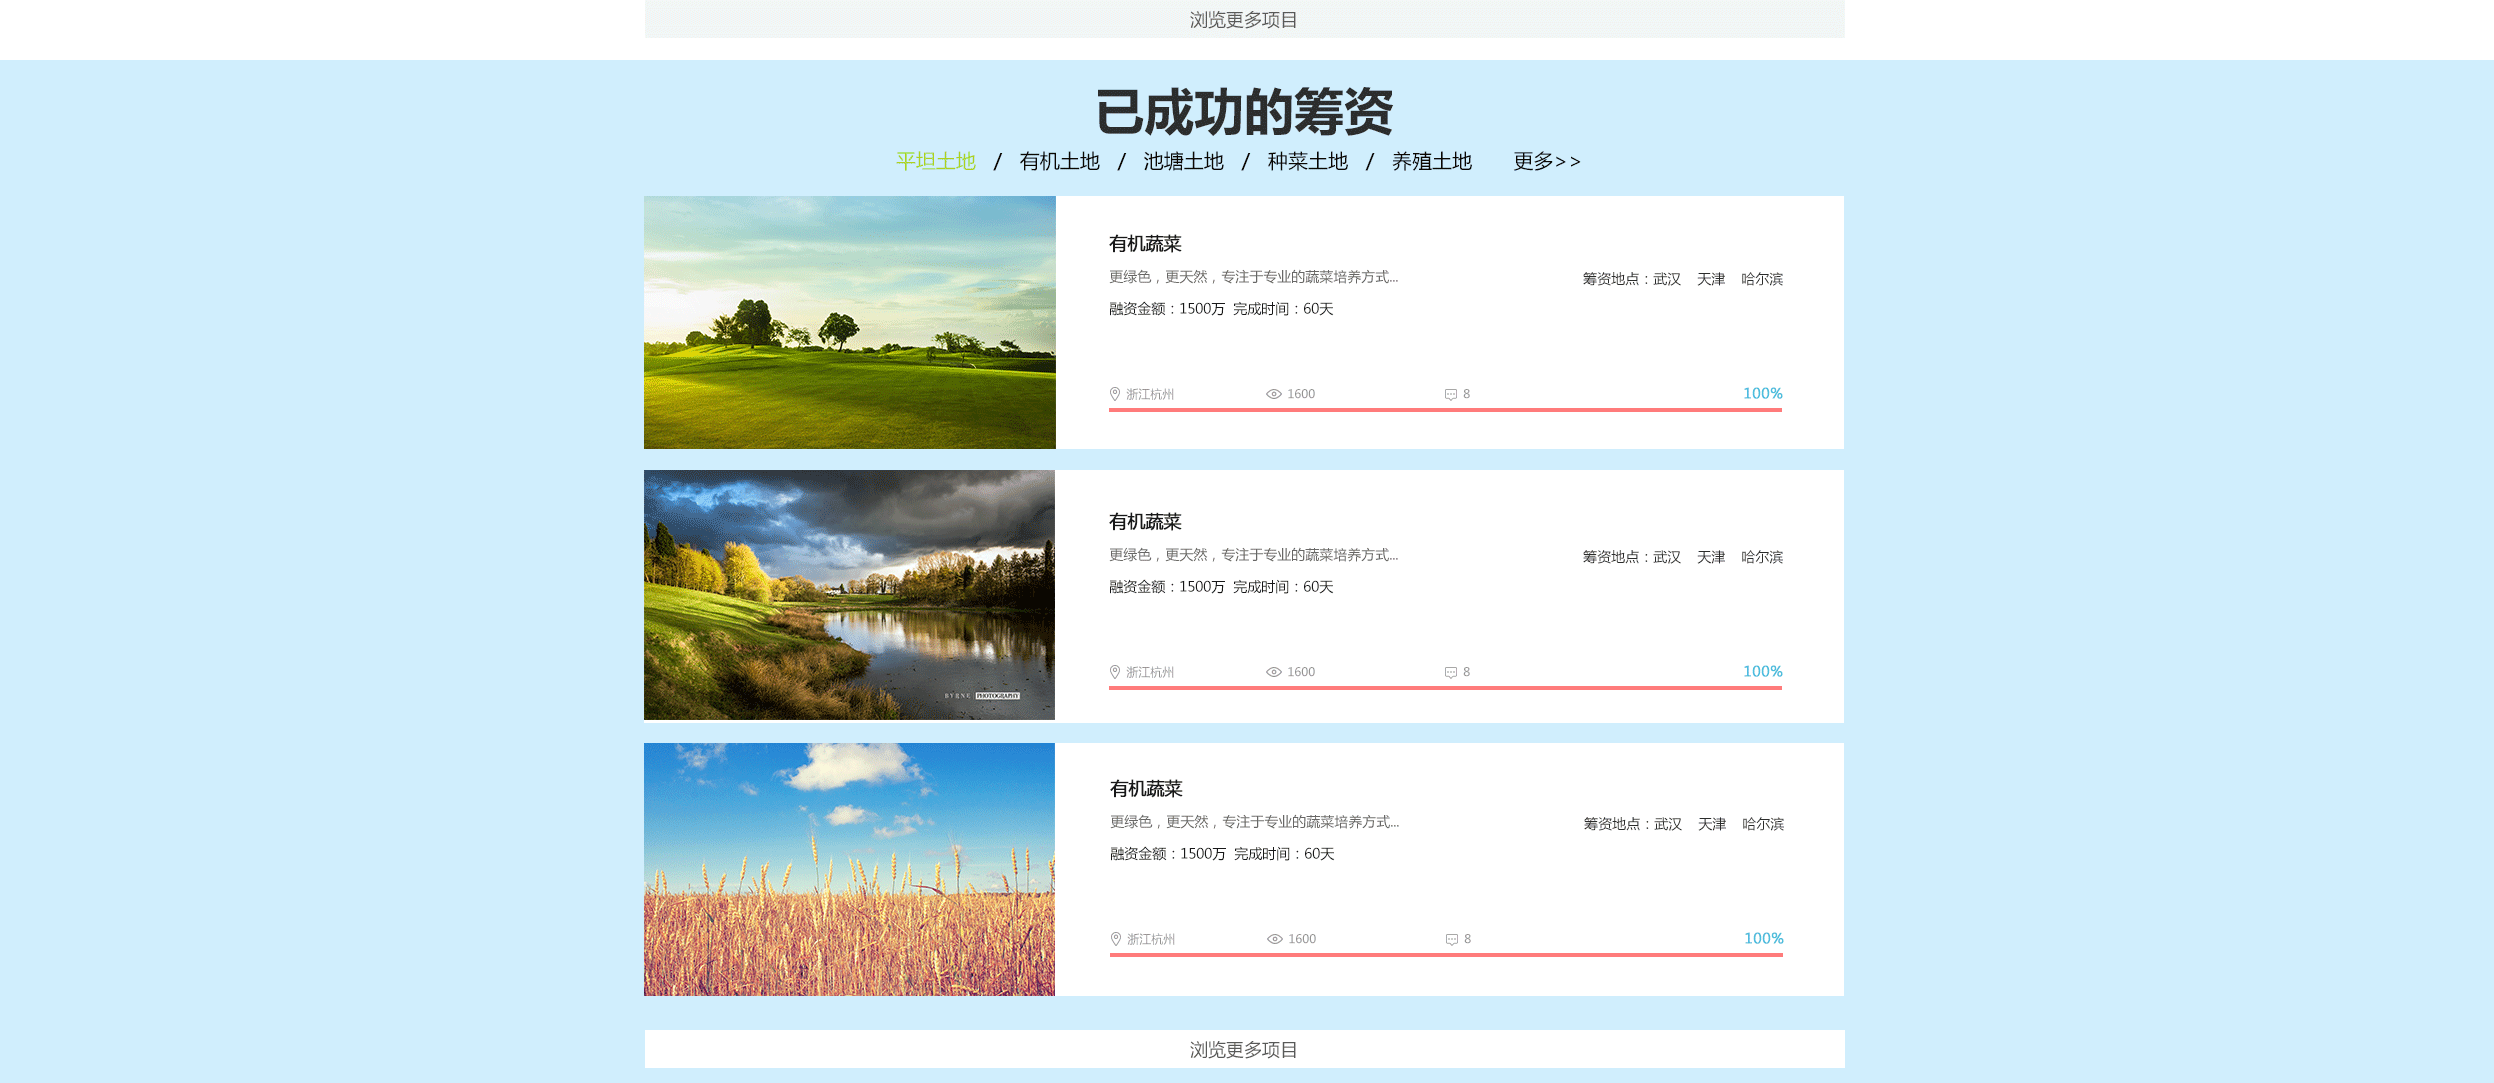 浏览更多项目
已成功的筹资
平坦土地 / 有机土地 / 池塘土地 / 种菜土地 / 养殖土地 更多>>
有机蔬菜
更绿色，更天然，专注于专业的蔬菜培养方式...
筹资地点：武汉 天津 哈尔滨
融资金额：1500万 完成时间：60天
浙江杭州 1600 8 100%
有机蔬菜
更绿色，更天然，专注于专业的蔬菜培养方式...
筹资地点：武汉 天津 哈尔滨
融资金额：1500万 完成时间：60天
浙江杭州 1600 8 100%
BYRNE PHOTOGRAPHY
有机蔬菜
更绿色，更天然，专注于专业的蔬菜培养方式...
筹资地点：武汉 天津 哈尔滨
融资金额：1500万 完成时间：60天
浙江杭州 1600 8 100%
浏览更多项目